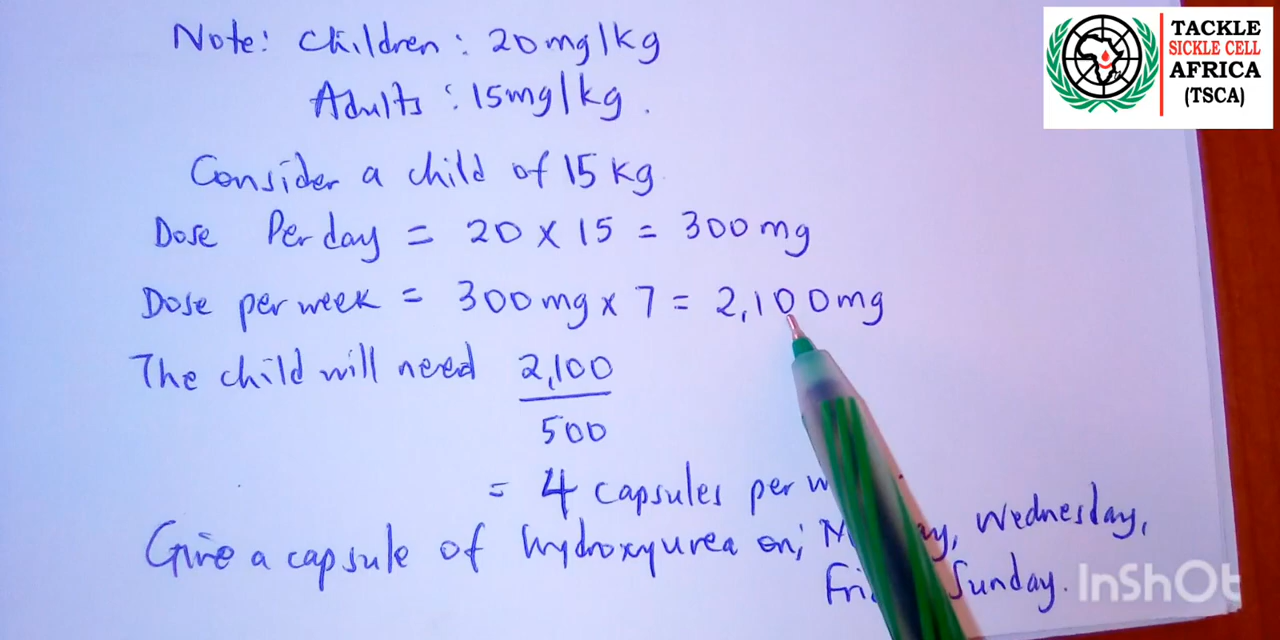 Note: Children: 20mg/kg
Adults: 15mg/kg.
Consider a child of 15 kg.
Dose Per day = 20 x 15 = 300 mg
Dose per week = 300mg x 7 = 2,100mg
The child will need 2,100
500
= 4 capsules per
Give a capsule of hydroxyurea on; Wednesday,
Sunday.
TACKLE
SICKLE CELL
AFRICA
(TSCA)
InShOt